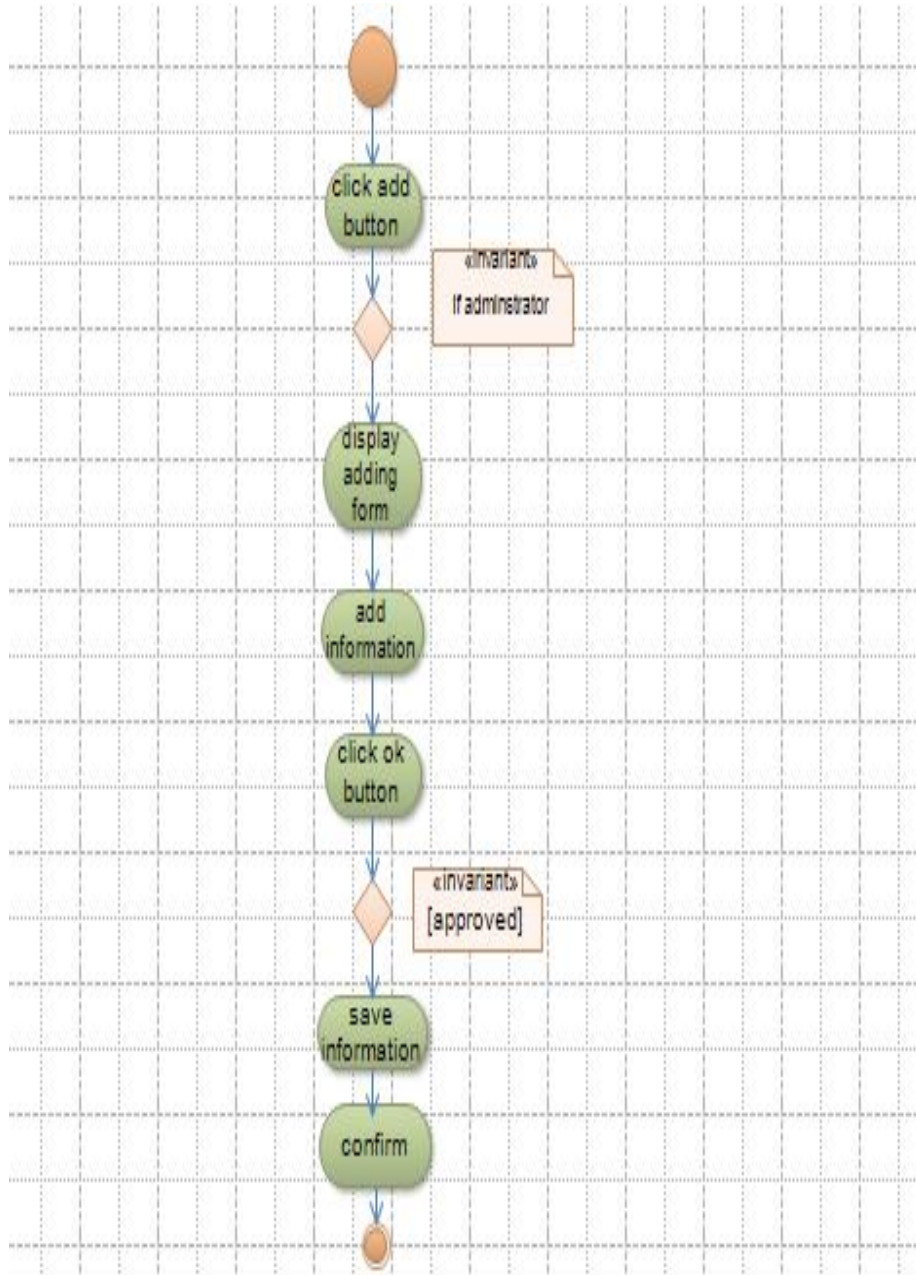 click add
button
«invariant»
If adminstrator
display
adding
form
add
information
click ok
button
«invariant»
[approved]
save
information
confirm